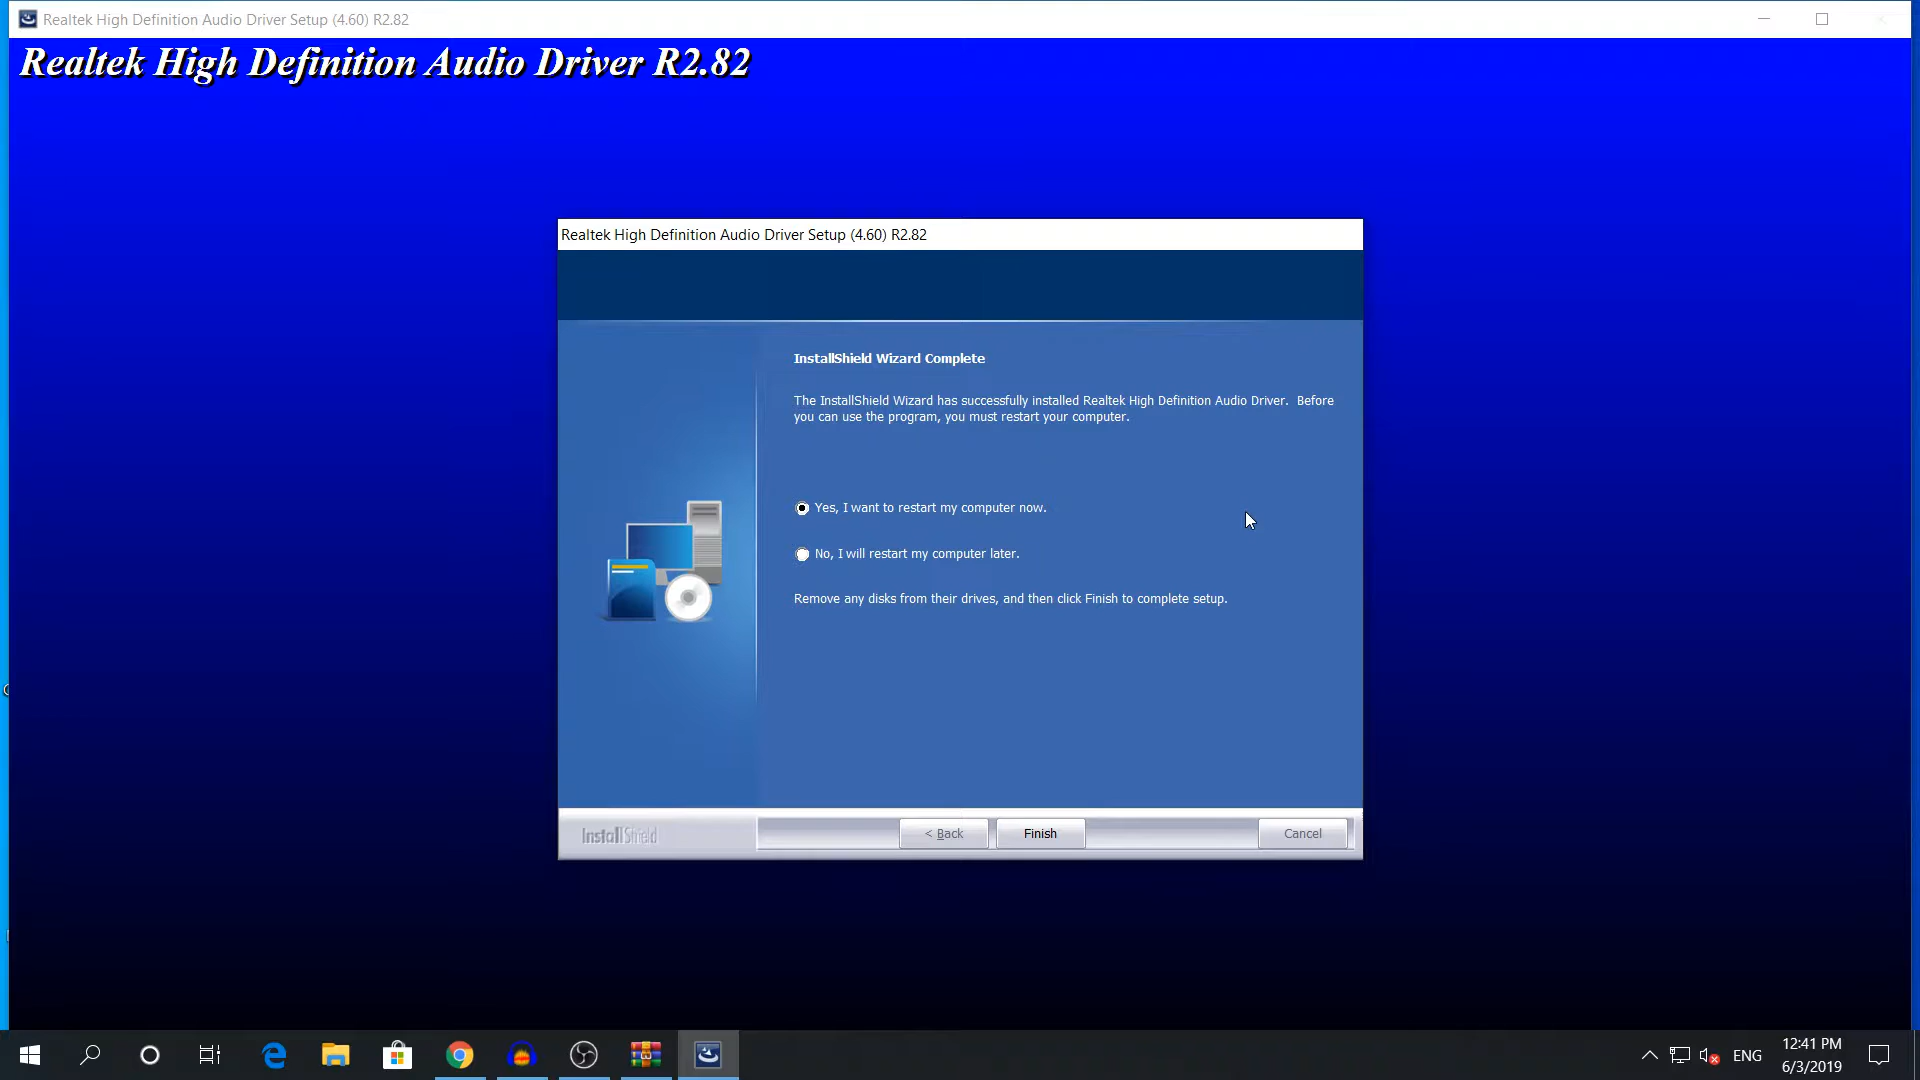 Realtek High Definition Audio Driver Setup (4.60) R2.82
Realtek High Definition Audio Driver R2.82
Realtek High Definition Audio Driver Setup (4.60) R2.82
InstallShield Wizard Complete
The InstallShield Wizard has successfully installed Realtek High Definition Audio Driver.  Before
you can use the program, you must restart your computer.
Yes, I want to restart my computer now.
No, I will restart my computer later.
Remove any disks from their drives, and then click Finish to complete setup.
InstallShield
< Back
Finish
Cancel
ENG
12:41 PM
6/3/2019